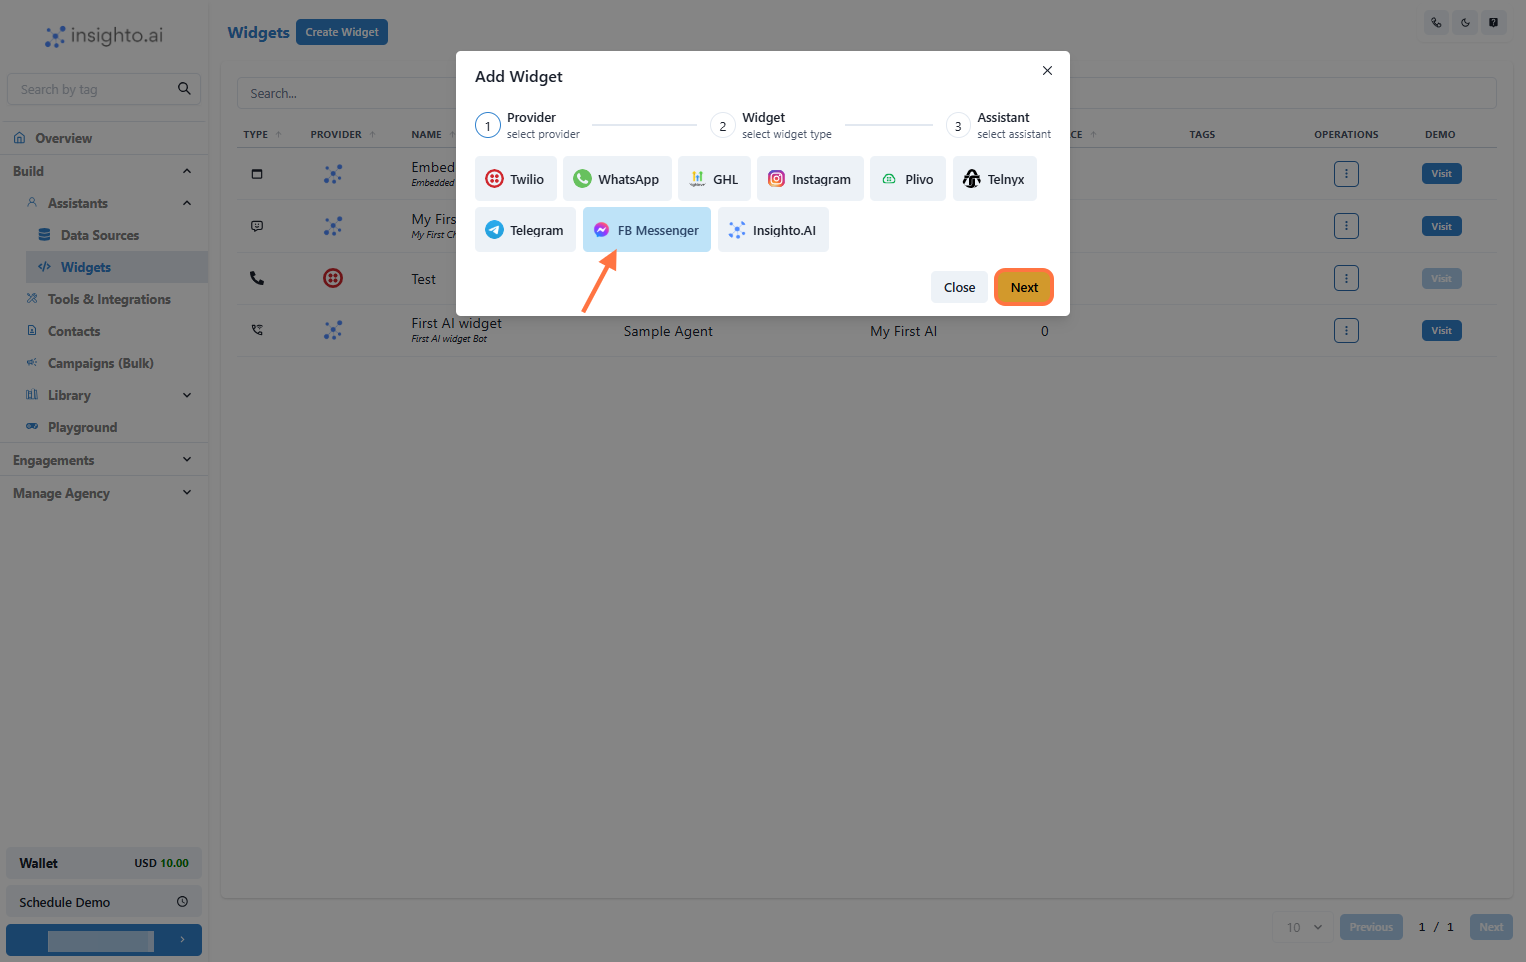 insighto.ai
Search by tag
Overview
Build
Assistants
Data Sources
Widgets
Tools & Integrations
Contacts
Campaigns (Bulk)
Library
Playground
Engagements
Manage Agency
Wallet USD 10.00
Schedule Demo
Widgets Create Widget
Search...
TYPE PROVIDER NAME CE TAGS OPERATIONS DEMO
Embed
Embedded
Visit
My Firs
My First Ch
Visit
Test
Visit
First AI widget
First AI widget Bot
Sample Agent My First AI 0
Visit
Add Widget
1 Provider
select provider
2 Widget
select widget type
3 Assistant
select assistant
Twilio WhatsApp GHL Instagram Plivo Telnyx
Telegram FB Messenger Insighto.AI
Close Next
10 Previous 1 / 1 Next